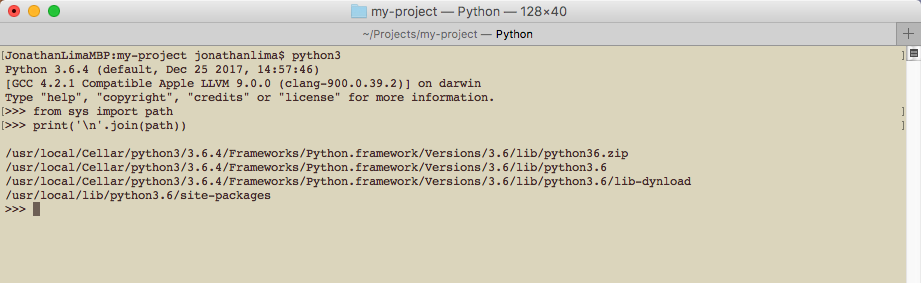 my-project — Python — 128×40
~/Projects/my-project — Python
[JonathanLimaMBP:my-project jonathanlima$ python3 ]
Python 3.6.4 (default, Dec 25 2017, 14:57:46)
[GCC 4.2.1 Compatible Apple LLVM 9.0.0 (clang-900.0.39.2)] on darwin
Type "help", "copyright", "credits" or "license" for more information.
[>>> from sys import path ]
[>>> print('\n'.join(path)) ]
/usr/local/Cellar/python3/3.6.4/Frameworks/Python.framework/Versions/3.6/lib/python36.zip
/usr/local/Cellar/python3/3.6.4/Frameworks/Python.framework/Versions/3.6/lib/python3.6
/usr/local/Cellar/python3/3.6.4/Frameworks/Python.framework/Versions/3.6/lib/python3.6/lib-dynload
/usr/local/lib/python3.6/site-packages
>>>